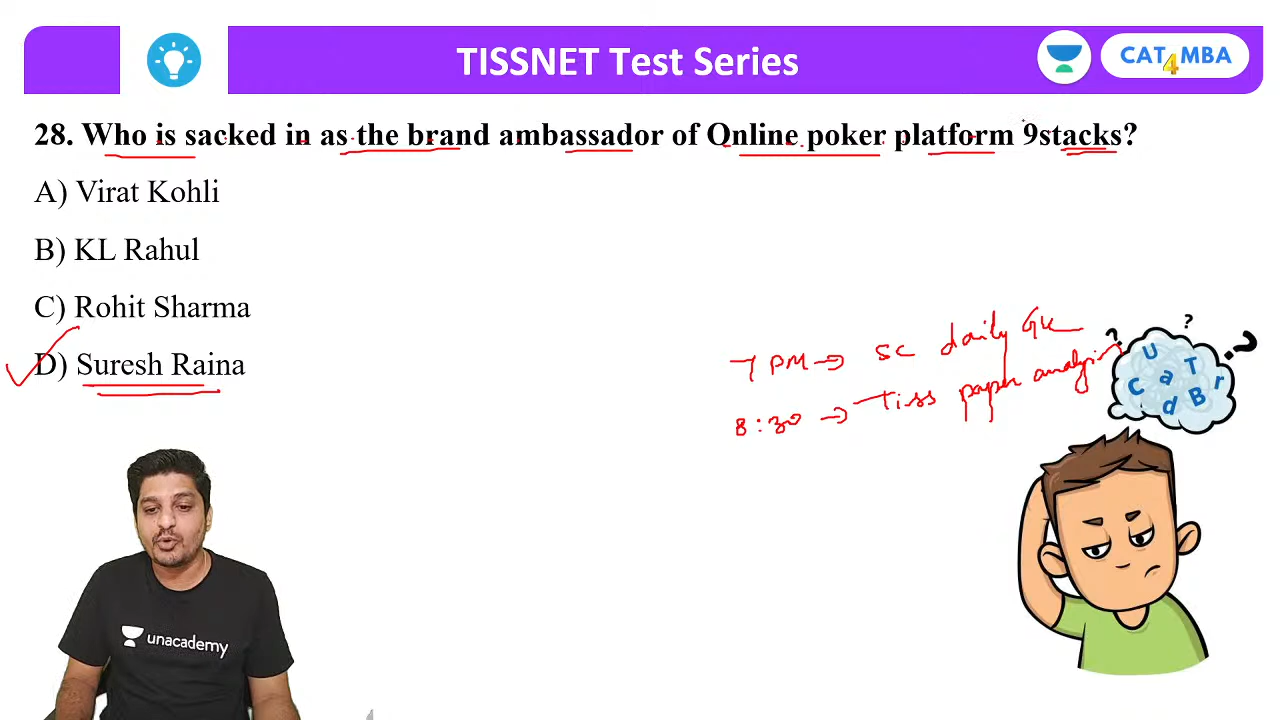 TISSNET Test Series
CAT4MBA
28. Who is sacked in as the brand ambassador of Online poker platform 9stacks?
A) Virat Kohli
B) KL Rahul
C) Rohit Sharma
D) Suresh Raina
7 PM → SC daily GK
8:30 → Tiss paper analysis
? ? ?
U T r
C a B
d
unacademy